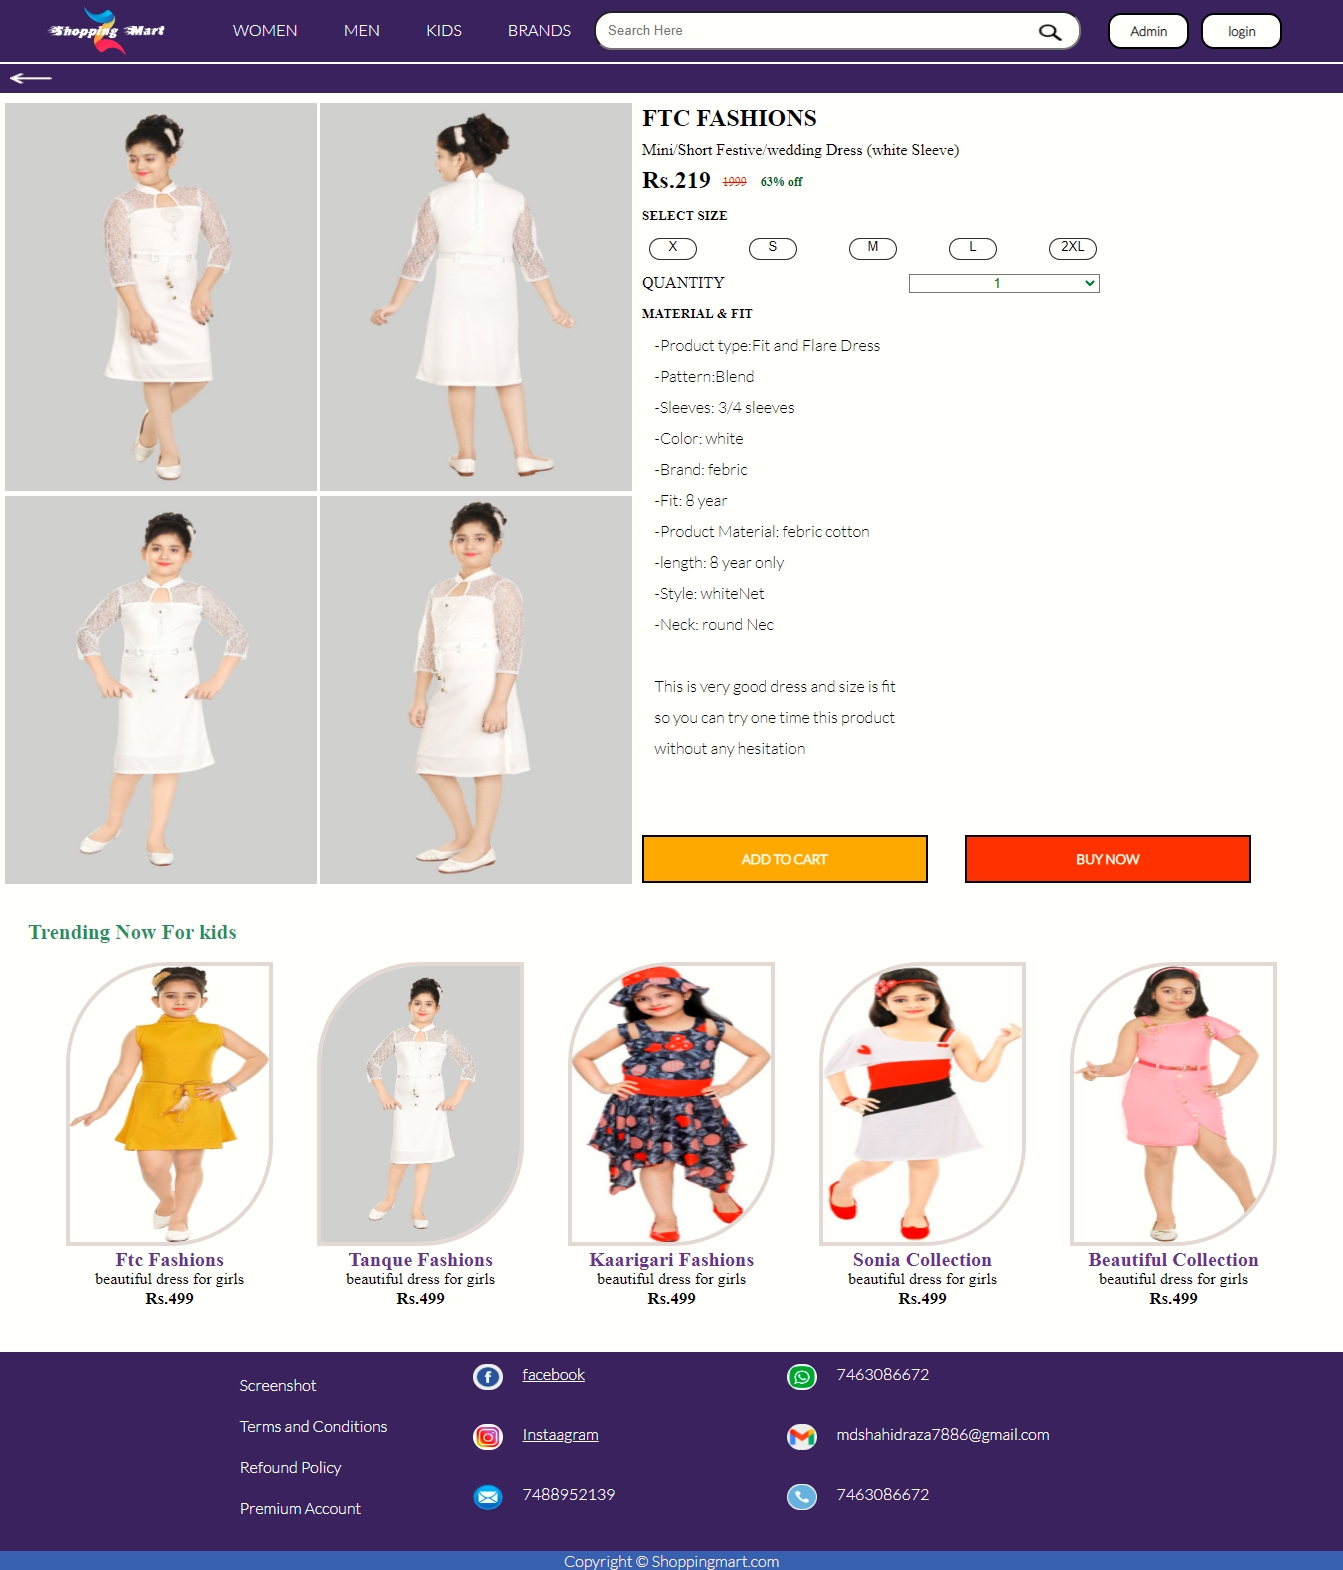 Shopping Mart
WOMEN
MEN
KIDS
BRANDS
Search Here
Admin
login
FTC FASHIONS
Mini/Short Festive/wedding Dress (white Sleeve)
Rs.219 1999 63% off
SELECT SIZE
X S M L 2XL
QUANTITY 1
MATERIAL & FIT
-Product type:Fit and Flare Dress
-Pattern:Blend
-Sleeves: 3/4 sleeves
-Color: white
-Brand: febric
-Fit: 8 year
-Product Material: febric cotton
-length: 8 year only
-Style: whiteNet
-Neck: round Nec
This is very good dress and size is fit
so you can try one time this product
without any hesitation
ADD TO CART
BUY NOW
Trending Now For kids
Ftc Fashions
beautiful dress for girls
Rs.499
Tanque Fashions
beautiful dress for girls
Rs.499
Kaarigari Fashions
beautiful dress for girls
Rs.499
Sonia Collection
beautiful dress for girls
Rs.499
Beautiful Collection
beautiful dress for girls
Rs.499
Screenshot
Terms and Conditions
Refound Policy
Premium Account
facebook
Instaagram
7488952139
7463086672
mdshahidraza7886@gmail.com
7463086672
Copyright © Shoppingmart.com